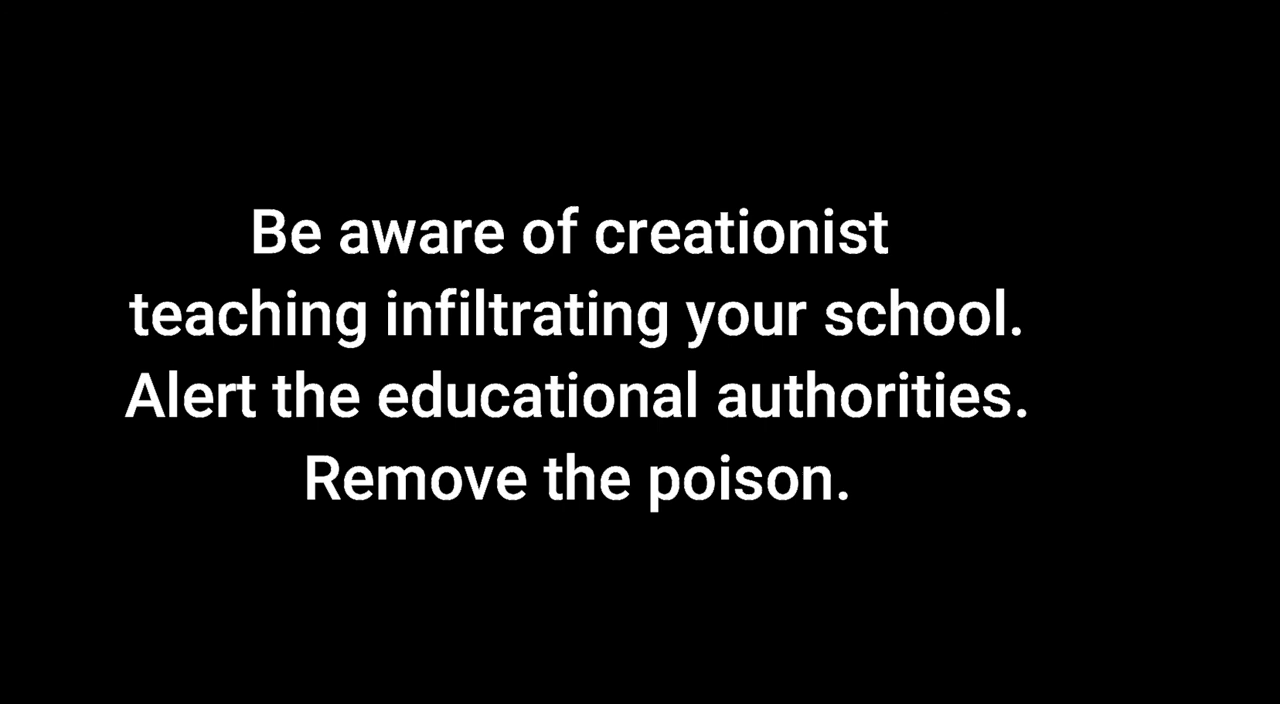 Be aware of creationist
teaching infiltrating your school.
Alert the educational authorities.
Remove the poison.